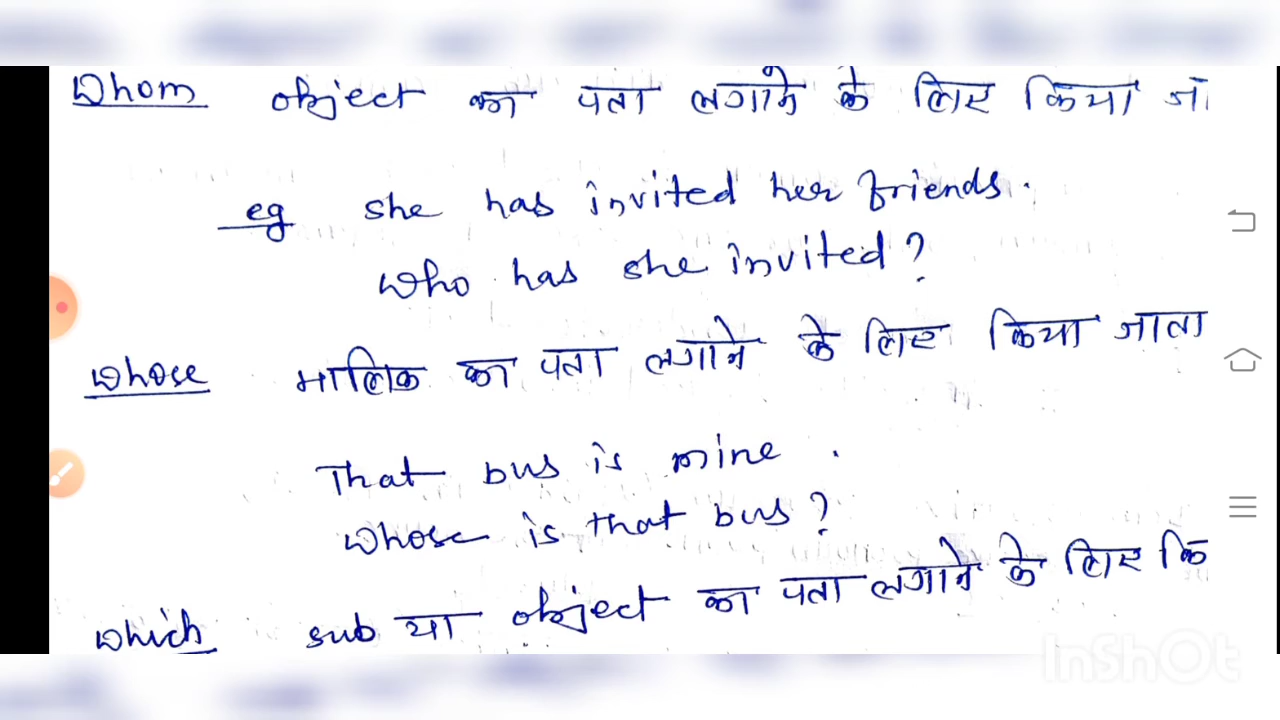 Whom object का पता लगाने के लिए किया जा
eg she has invited her friends.
Who has she invited?
whose मालिक का पता लगाने के लिए किया जाता
That bus is mine.
whose is that bus?
which sub या object का पता लगाने के लिए कि
InShOt